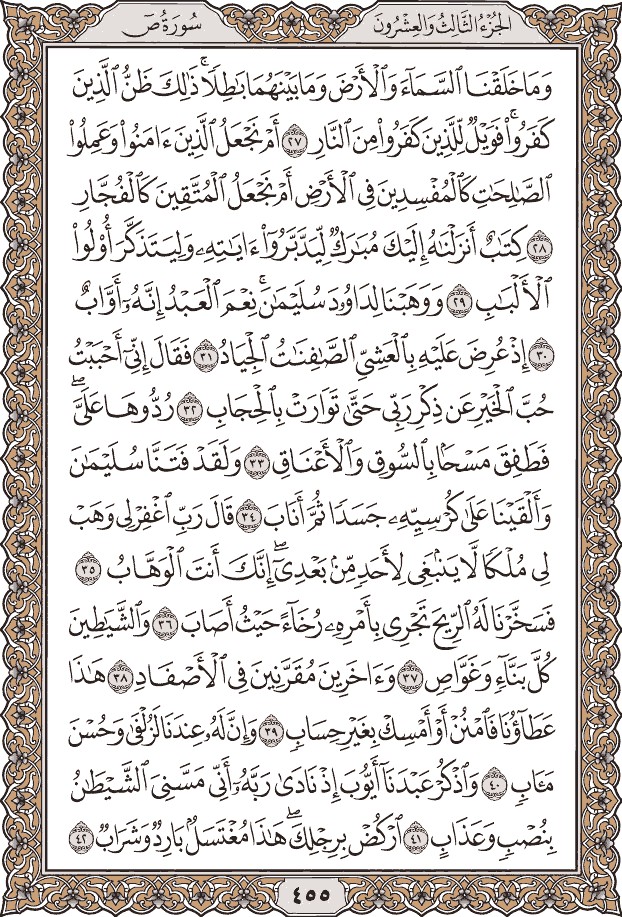 الجزء الثالث والعشرون
سورة ص
وَمَا خَلَقْنَا ٱلسَّمَآءَ وَٱلْأَرْضَ وَمَا بَيْنَهُمَا بَٰطِلًا ۚ ذَٰلِكَ ظَنُّ ٱلَّذِينَ
كَفَرُوا۟ ۚ فَوَيْلٌ لِّلَّذِينَ كَفَرُوا۟ مِنَ ٱلنَّارِ ٢٧ أَمْ نَجْعَلُ ٱلَّذِينَ ءَامَنُوا۟ وَعَمِلُوا۟
ٱلصَّٰلِحَٰتِ كَٱلْمُفْسِدِينَ فِى ٱلْأَرْضِ أَمْ نَجْعَلُ ٱلْمُتَّقِينَ كَٱلْفُجَّارِ
٢٨ كِتَٰبٌ أَنزَلْنَٰهُ إِلَيْكَ مُبَٰرَكٌ لِّيَدَّبَّرُوٓا۟ ءَايَٰتِهِۦ وَلِيَتَذَكَّرَ أُو۟لُوا۟
ٱلْأَلْبَٰبِ ٢٩ وَوَهَبْنَا لِدَاوُۥدَ سُلَيْمَٰنَ ۚ نِعْمَ ٱلْعَبْدُ إِنَّهُۥٓ أَوَّابٌ
٣٠ إِذْ عُرِضَ عَلَيْهِ بِٱلْعَشِىِّ ٱلصَّٰفِنَٰتُ ٱلْجِيَادُ ٣١ فَقَالَ إِنِّىٓ أَحْبَبْتُ
حُبَّ ٱلْخَيْرِ عَن ذِكْرِ رَبِّى حَتَّىٰ تَوَارَتْ بِٱلْحِجَابِ ٣٢ رُدُّوهَا عَلَىَّ ۖ
فَطَفِقَ مَسْحًۢا بِٱلسُّوقِ وَٱلْأَعْنَاقِ ٣٣ وَلَقَدْ فَتَنَّا سُلَيْمَٰنَ
وَأَلْقَيْنَا عَلَىٰ كُرْسِيِّهِۦ جَسَدًا ثُمَّ أَنَابَ ٣٤ قَالَ رَبِّ ٱغْفِرْ لِى وَهَبْ
لِى مُلْكًا لَّا يَنۢبَغِى لِأَحَدٍ مِّنۢ بَعْدِىٓ ۖ إِنَّكَ أَنتَ ٱلْوَهَّابُ ٣٥
فَسَخَّرْنَا لَهُ ٱلرِّيحَ تَجْرِى بِأَمْرِهِۦ رُخَآءً حَيْثُ أَصَابَ ٣٦ وَٱلشَّيَٰطِينَ
كُلَّ بَنَّآءٍ وَغَوَّاصٍ ٣٧ وَءَاخَرِينَ مُقَرَّنِينَ فِى ٱلْأَصْفَادِ ٣٨ هَٰذَا
عَطَآؤُنَا فَٱمْنُنْ أَوْ أَمْسِكْ بِغَيْرِ حِسَابٍ ٣٩ وَإِنَّ لَهُۥ عِندَنَا لَزُلْفَىٰ وَحُسْنَ
مَـَٔابٍ ٤٠ وَٱذْكُرْ عَبْدَنَآ أَيُّوبَ إِذْ نَادَىٰ رَبَّهُۥٓ أَنِّى مَسَّنِىَ ٱلشَّيْطَٰنُ
بِنُصْبٍ وَعَذَابٍ ٤١ ٱرْكُضْ بِرِجْلِكَ ۖ هَٰذَا مُغْتَسَلٌۢ بَارِدٌ وَشَرَابٌ ٤٢
٤٥٥